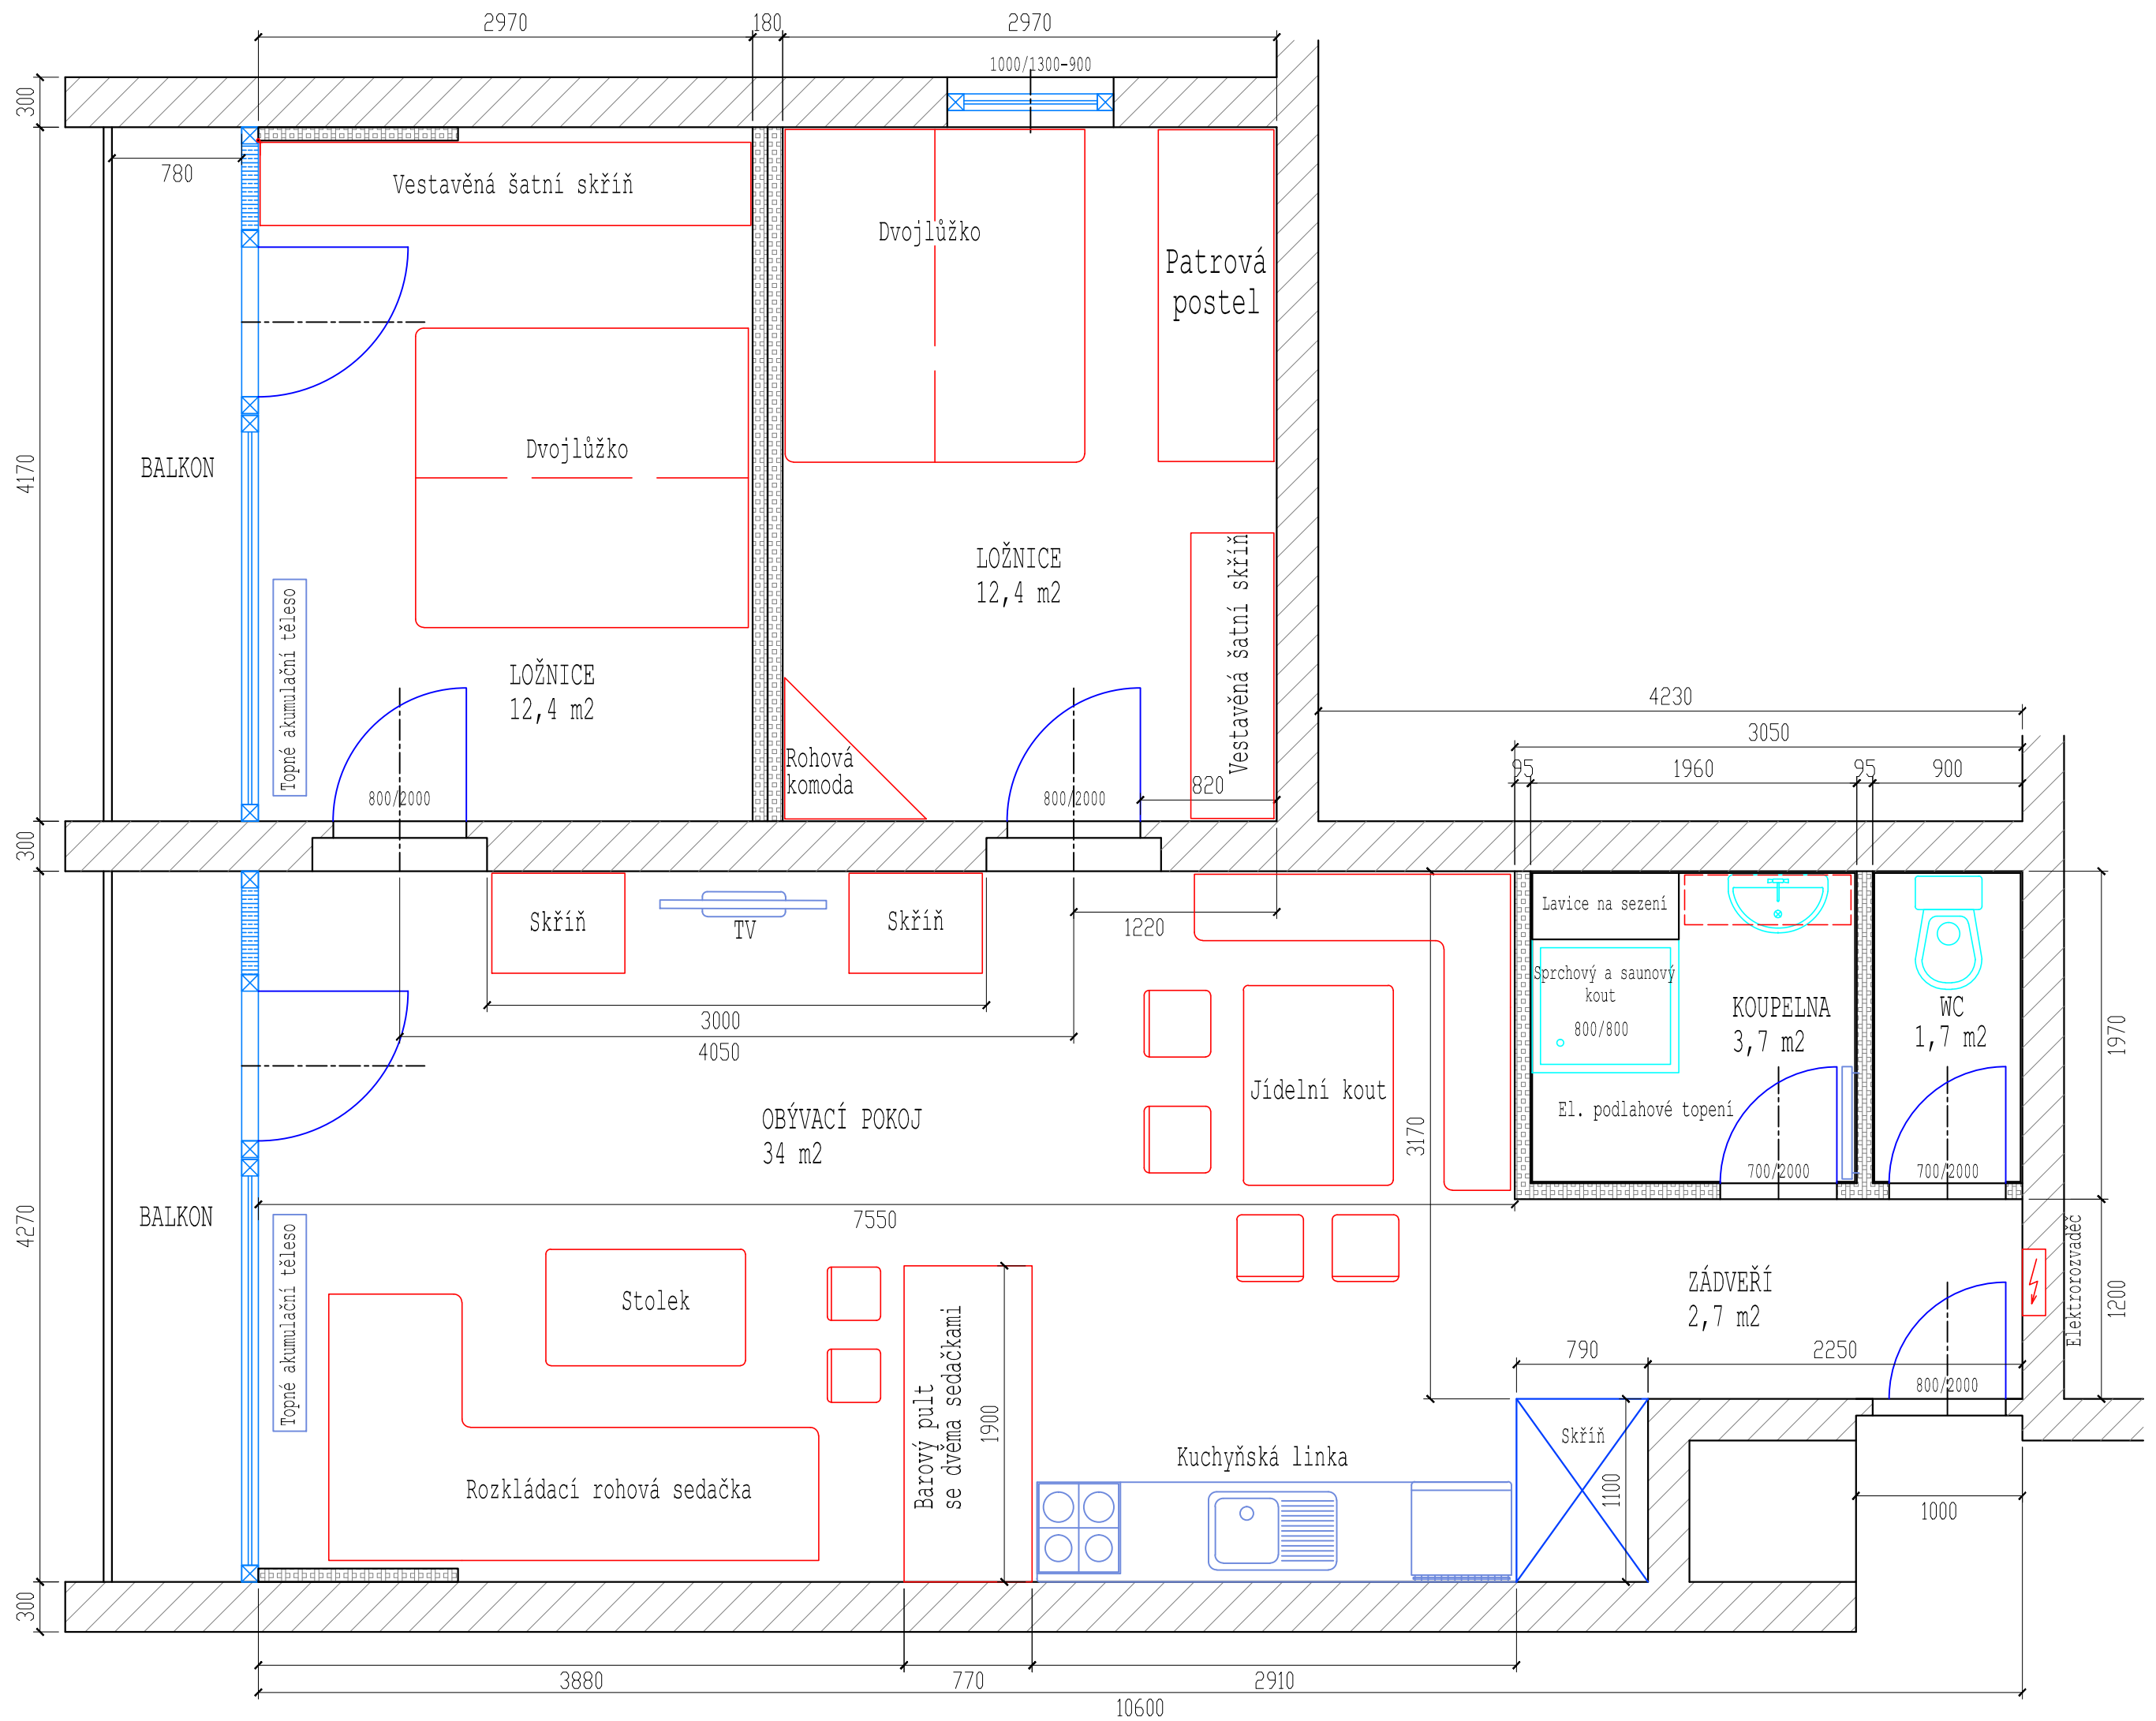 2970
180
2970
1000/1300-900
300
780
Vestavěná šatní skříň
Dvojlůžko
Patrová
postel
4170
BALKON
Dvojlůžko
LOŽNICE
12,4 m2
Vestavěná šatní skříň
Topné akumulační těleso
LOŽNICE
12,4 m2
4230
3050
95
1960
95
900
Rohová
komoda
820
800/2000
800/2000
300
Skříň
TV
Skříň
1220
Lavice na sezení
Sprchový a saunový
kout
800/800
KOUPELNA
3,7 m2
WC
1,7 m2
1970
3000
4050
Jídelní kout
OBÝVACÍ POKOJ
34 m2
3170
El. podlahové topení
700/2000
700/2000
4270
BALKON
7550
Elektrorozvaděč
Topné akumulační těleso
Stolek
ZÁDVEŘÍ
2,7 m2
1200
790
2250
800/2000
Barový pult
se dvěma sedačkami
1900
Skříň
Kuchyňská linka
Rozkládací rohová sedačka
1100
1000
300
3880
770
2910
10600